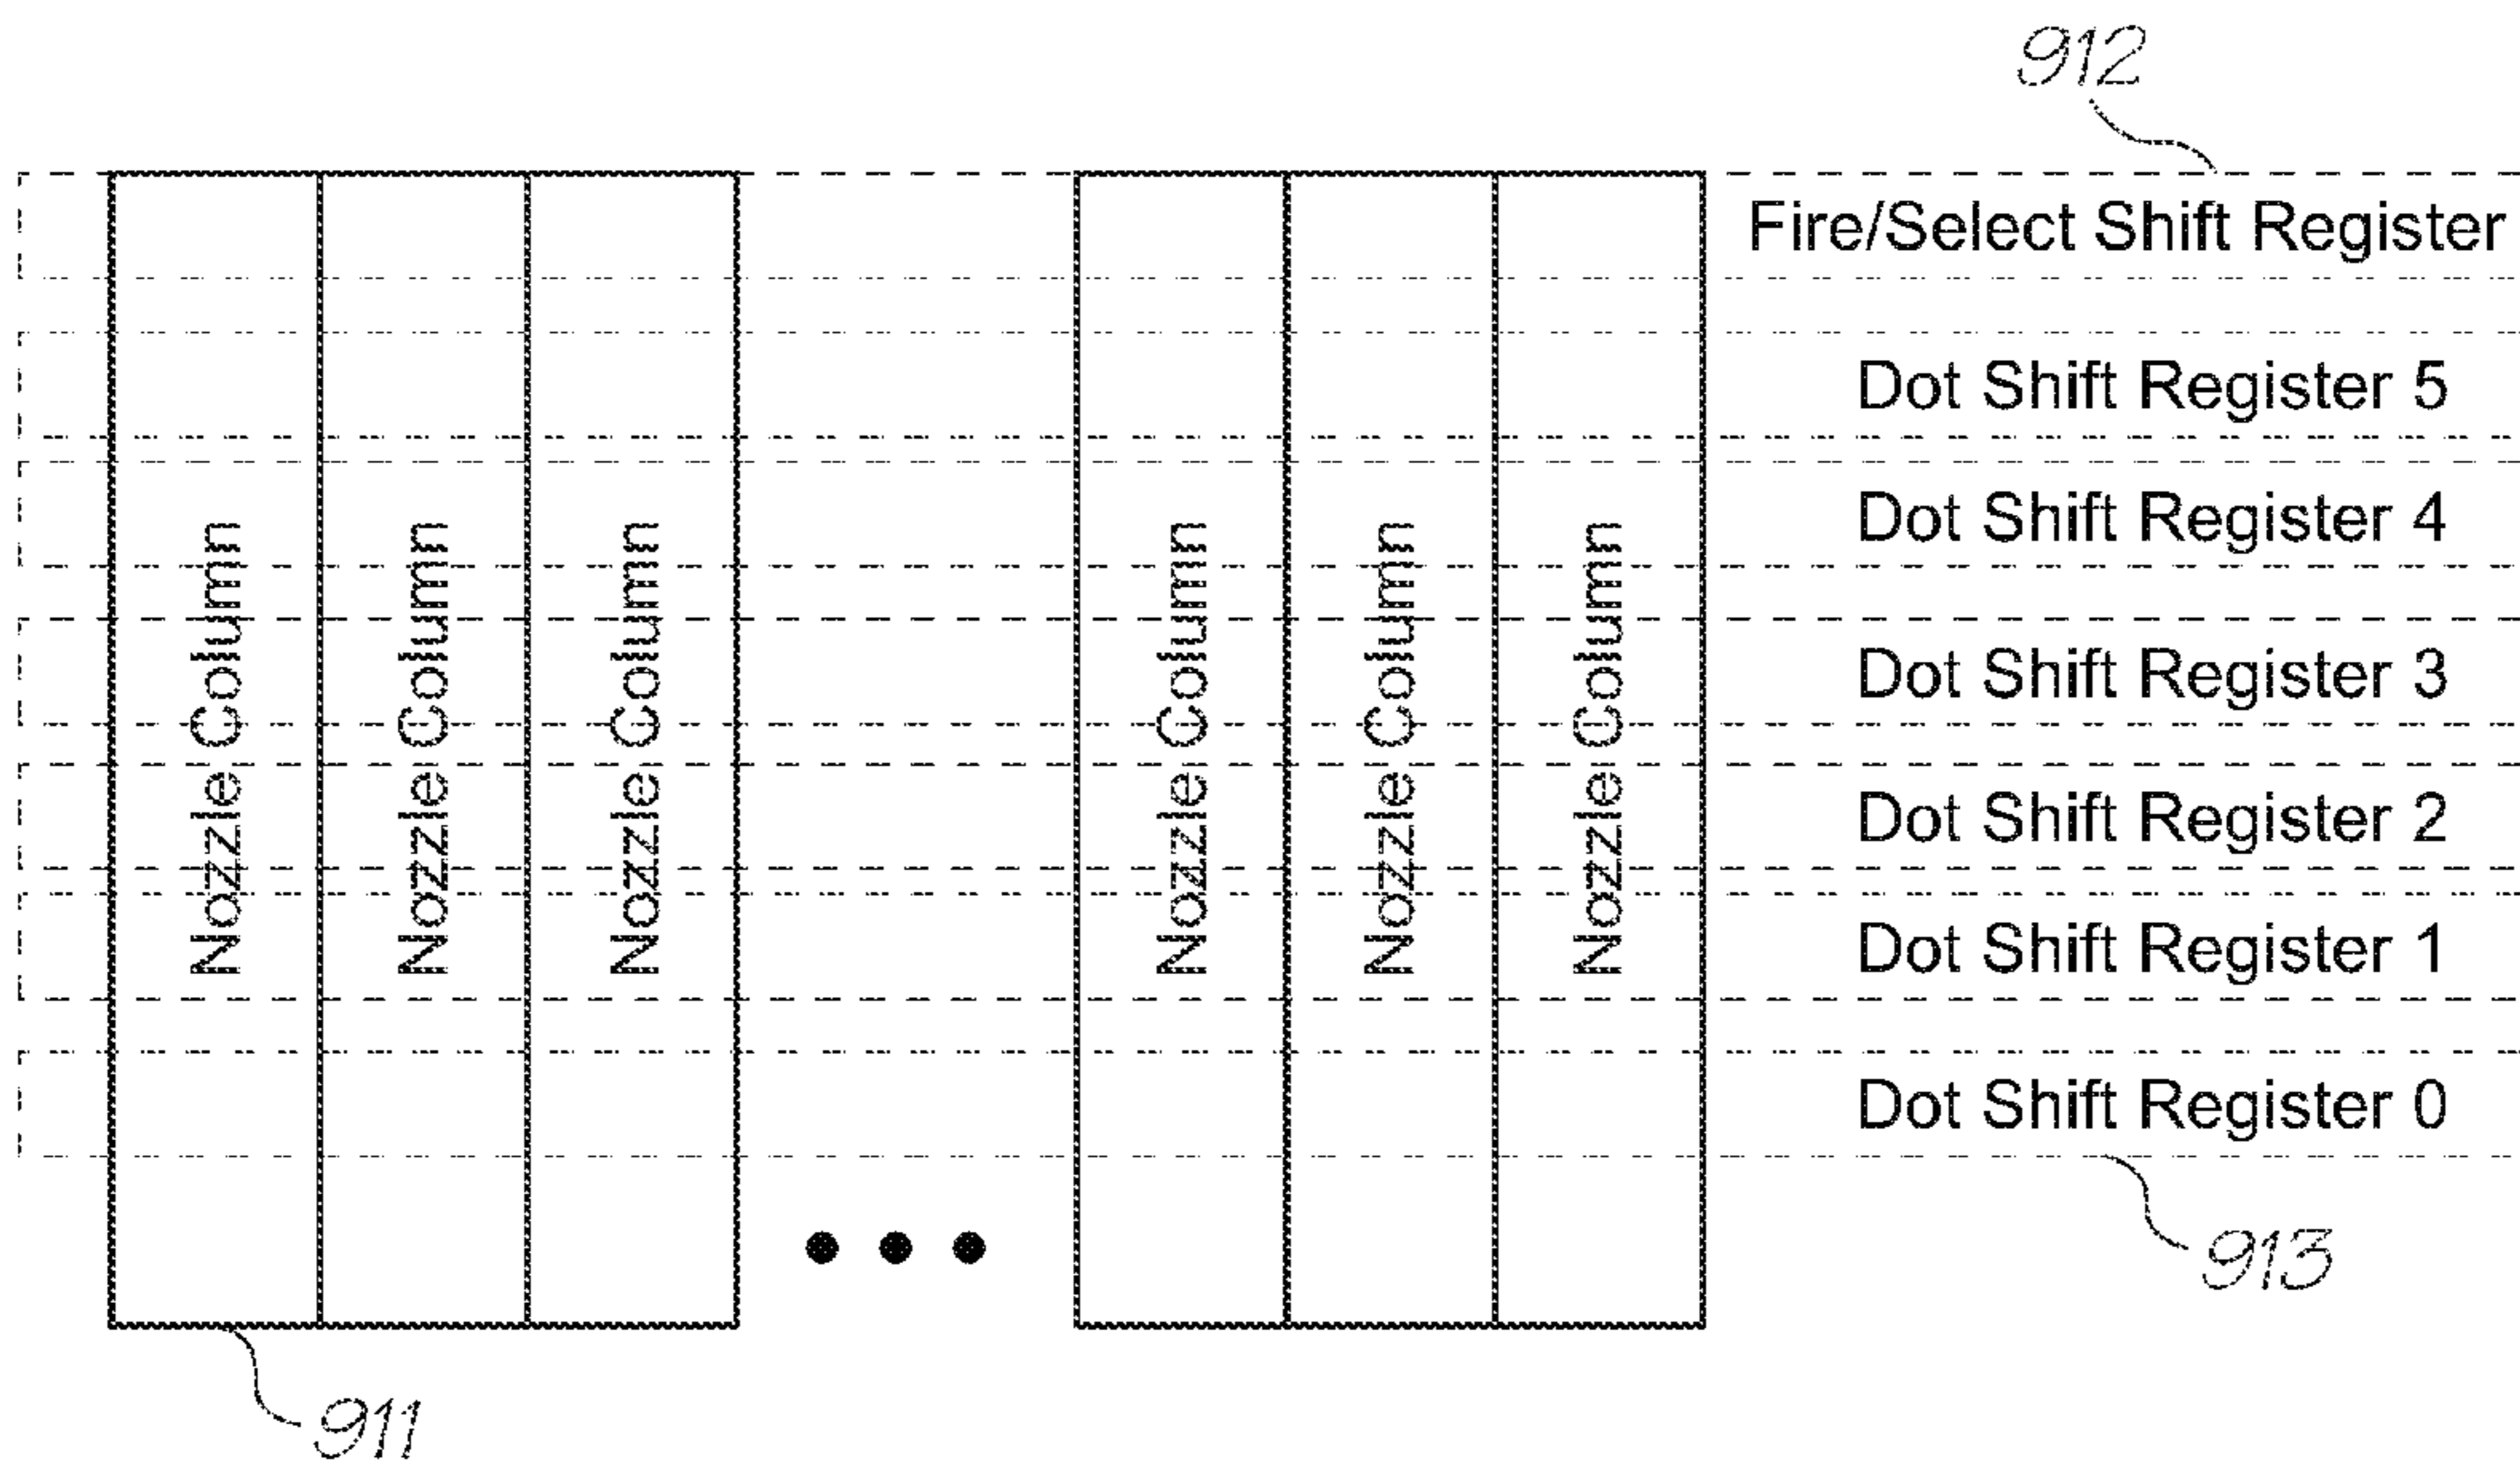 912
Fire/Select Shift Register
Dot Shift Register 5
Dot Shift Register 4
Dot Shift Register 3
Dot Shift Register 2
Dot Shift Register 1
Dot Shift Register 0
Nozzle Column
Nozzle Column
Nozzle Column
Nozzle Column
Nozzle Column
Nozzle Column
913
911